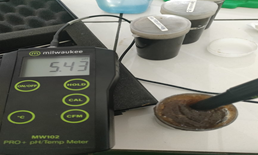 milwaukee
5.43
ON/OFF
HOLD
CAL
°C
CFM
MW102
PRO+ pH/Temp Meter